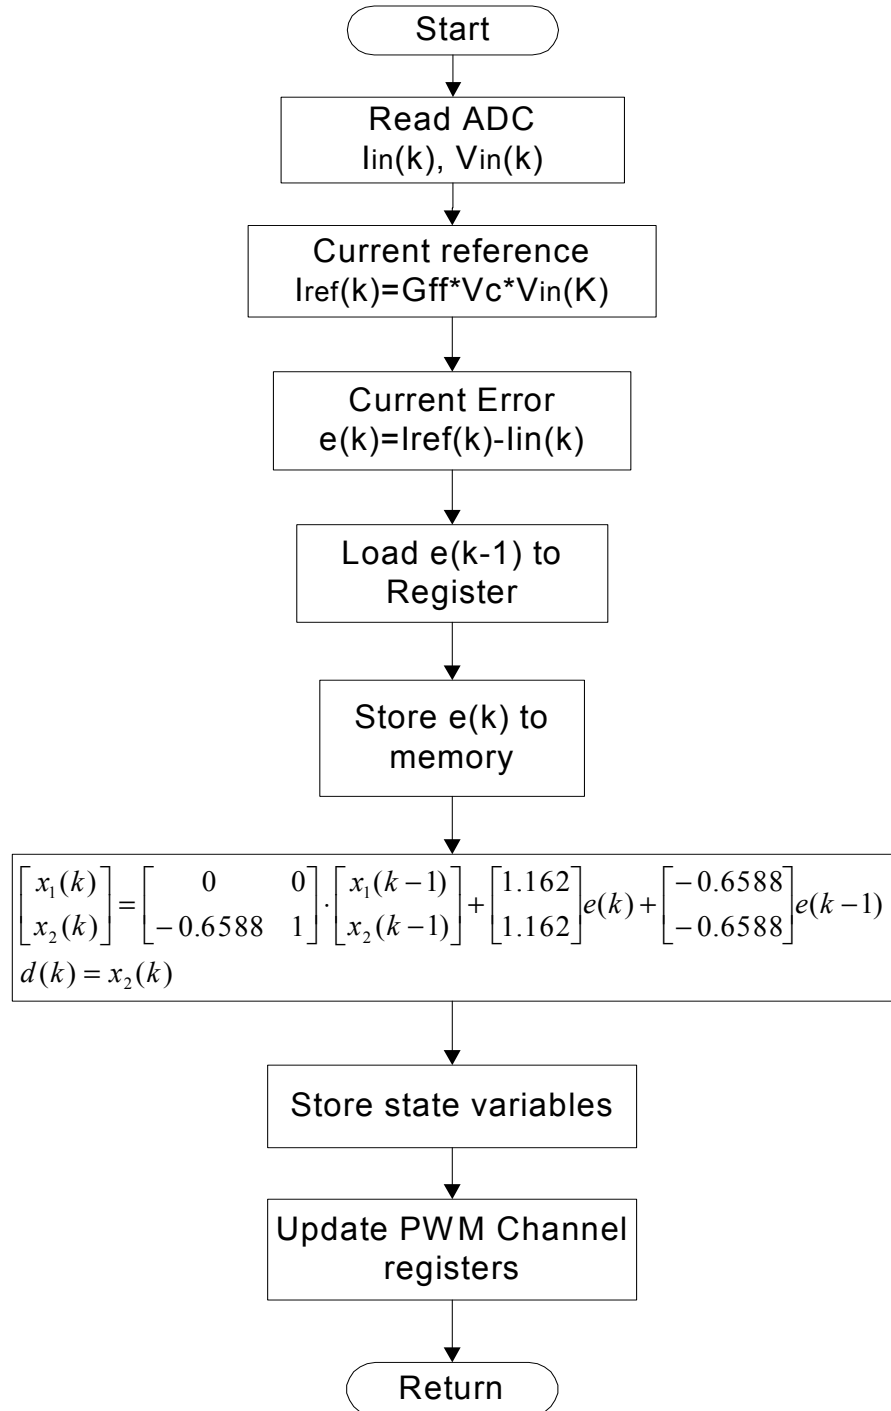 Start
Read ADC
Iin(k), Vin(k)
Current reference
Iref(k)=Gff*Vc*Vin(K)
Current Error
e(k)=Iref(k)-Iin(k)
Load e(k-1) to
Register
Store e(k) to
memory
[x₁(k)] = [0 0] · [x₁(k−1)] + [1.162] e(k) + [−0.6588] e(k−1)
[x₂(k)] [−0.6588 1] [x₂(k−1)] [1.162] [−0.6588]
d(k) = x₂(k)
Store state variables
Update PWM Channel
registers
Return